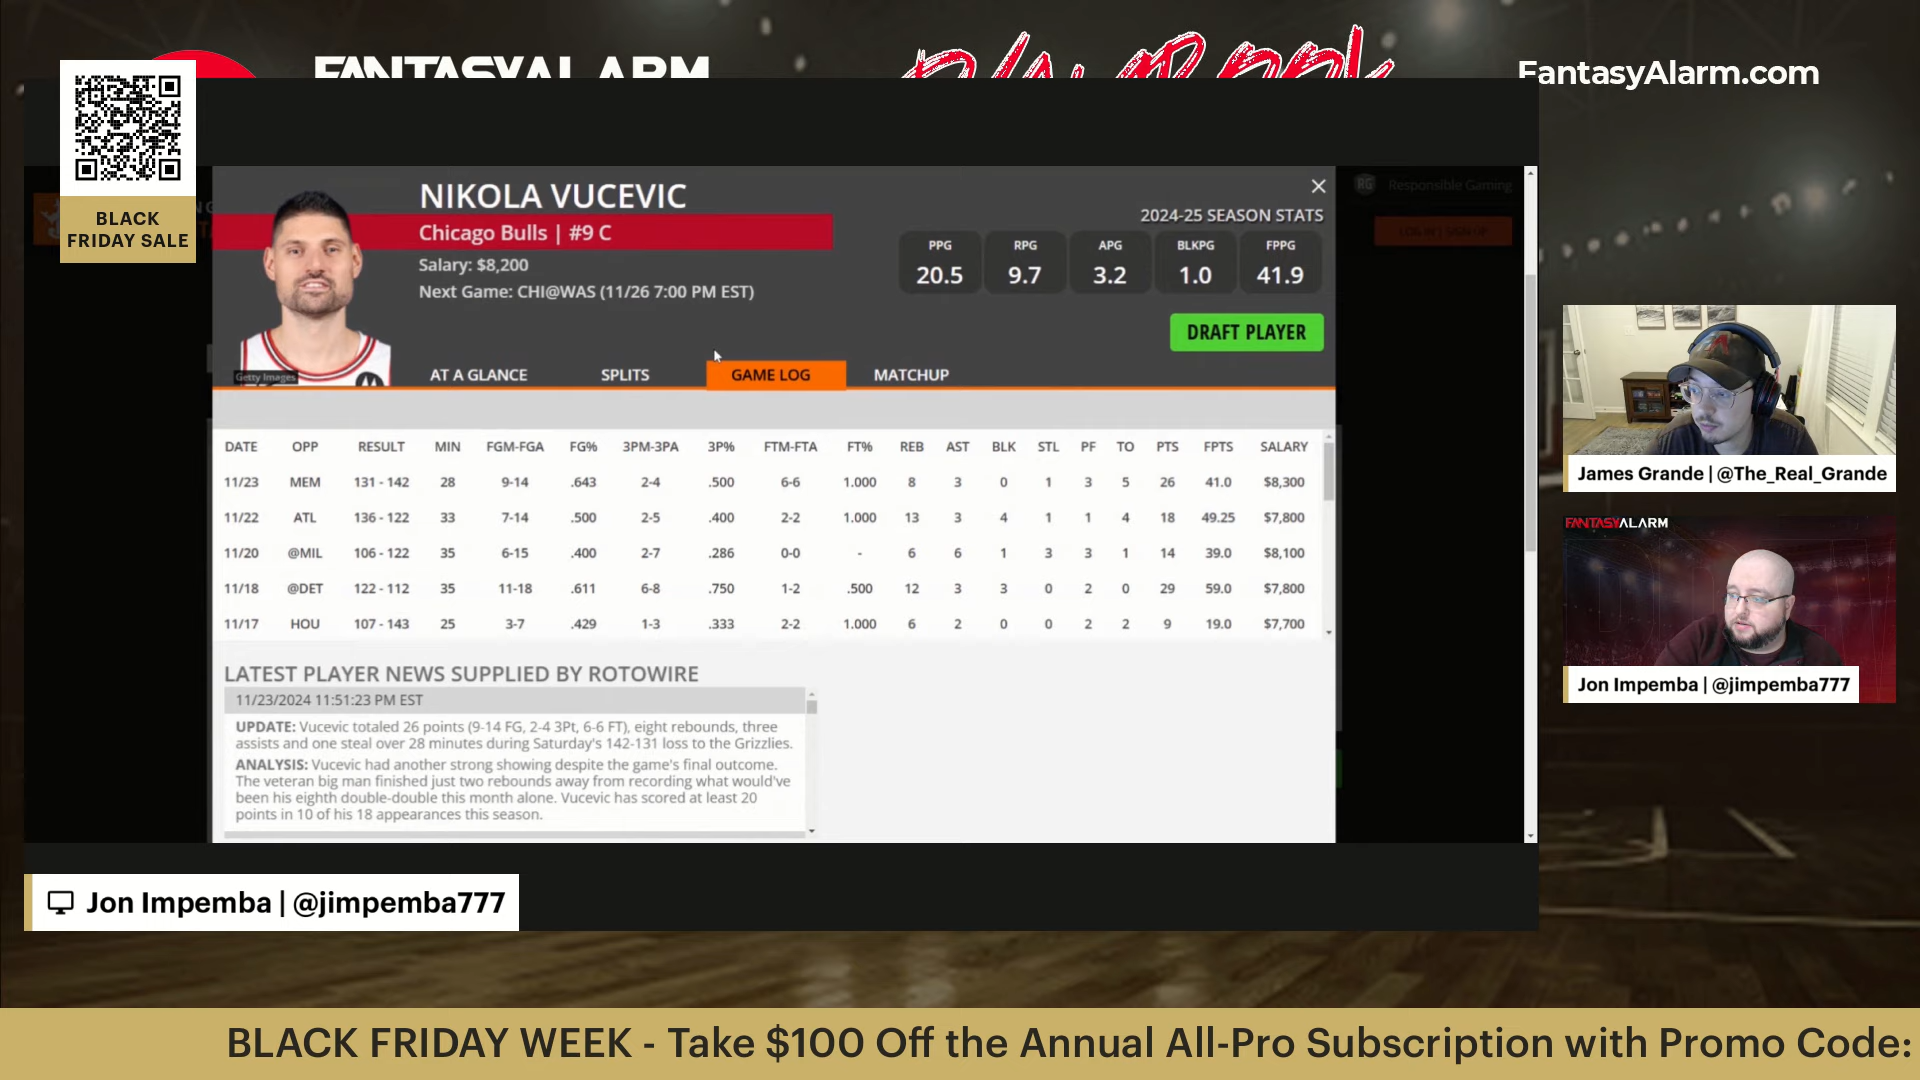 FANTASYALARM
FantasyAlarm.com
BLACK
FRIDAY SALE
NIKOLA VUCEVIC
Chicago Bulls | #9 C
Salary: $8,200
Next Game: CHI@WAS (11/26 7:00 PM EST)
2024-25 SEASON STATS
PPG RPG APG BLKPG FPPG
20.5 9.7 3.2 1.0 41.9
DRAFT PLAYER
RG Responsible Gaming
LOG IN | SIGN UP
Getty Images
AT A GLANCE SPLITS GAME LOG MATCHUP
DATE OPP RESULT MIN FGM-FGA FG% 3PM-3PA 3P% FTM-FTA FT% REB AST BLK STL PF TO PTS FPTS SALARY
11/23 MEM 131 - 142 28 9-14 .643 2-4 .500 6-6 1.000 8 3 0 1 3 5 26 41.0 $8,300
11/22 ATL 136 - 122 33 7-14 .500 2-5 .400 2-2 1.000 13 3 4 1 1 4 18 49.25 $7,800
11/20 @MIL 106 - 122 35 6-15 .400 2-7 .286 0-0 - 6 6 1 3 3 1 14 39.0 $8,100
11/18 @DET 122 - 112 35 11-18 .611 6-8 .750 1-2 .500 12 3 3 0 2 0 29 59.0 $7,800
11/17 HOU 107 - 143 25 3-7 .429 1-3 .333 2-2 1.000 6 2 0 0 2 2 9 19.0 $7,700
LATEST PLAYER NEWS SUPPLIED BY ROTOWIRE
11/23/2024 11:51:23 PM EST
UPDATE: Vucevic totaled 26 points (9-14 FG, 2-4 3Pt, 6-6 FT), eight rebounds, three
assists and one steal over 28 minutes during Saturday's 142-131 loss to the Grizzlies.
ANALYSIS: Vucevic had another strong showing despite the game's final outcome.
The veteran big man finished just two rebounds away from recording what would've
been his eighth double-double this month alone. Vucevic has scored at least 20
points in 10 of his 18 appearances this season.
James Grande | @The_Real_Grande
FANTASYALARM
Jon Impemba | @jimpemba777
Jon Impemba | @jimpemba777
BLACK FRIDAY WEEK - Take $100 Off the Annual All-Pro Subscription with Promo Code: